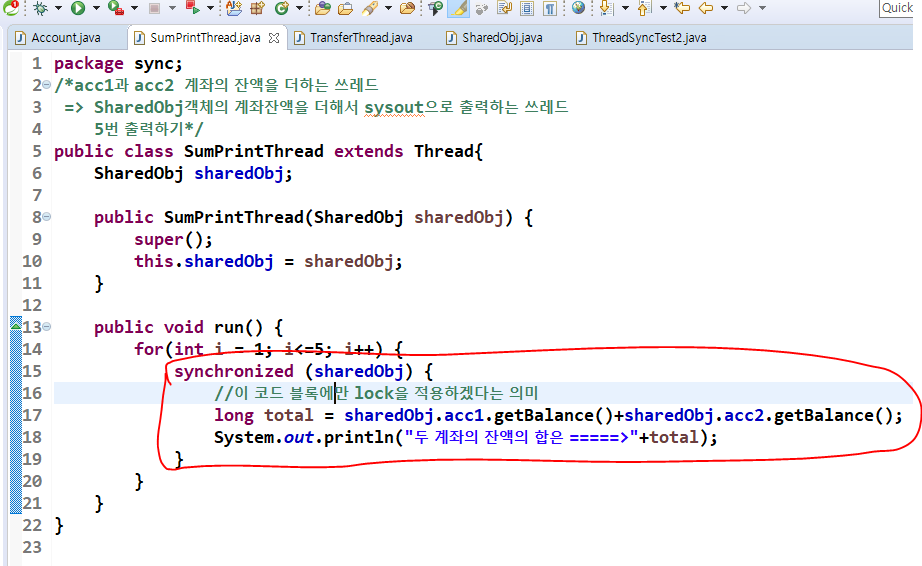 Quick
Account.java SumPrintThread.java TransferThread.java SharedObj.java ThreadSyncTest2.java
1 package sync;
2 /*acc1과 acc2 계좌의 잔액을 더하는 쓰레드
3 => SharedObj객체의 계좌잔액을 더해서 sysout으로 출력하는 쓰레드
4 5번 출력하기*/
5 public class SumPrintThread extends Thread{
6 SharedObj sharedObj;
7
8 public SumPrintThread(SharedObj sharedObj) {
9 super();
10 this.sharedObj = sharedObj;
11 }
12
13 public void run() {
14 for(int i = 1; i<=5; i++) {
15 synchronized (sharedObj) {
16 //이 코드 블록에만 lock을 적용하겠다는 의미
17 long total = sharedObj.acc1.getBalance()+sharedObj.acc2.getBalance();
18 System.out.println("두 계좌의 잔액의 합은 =====>"+total);
19 }
20 }
21 }
22 }
23